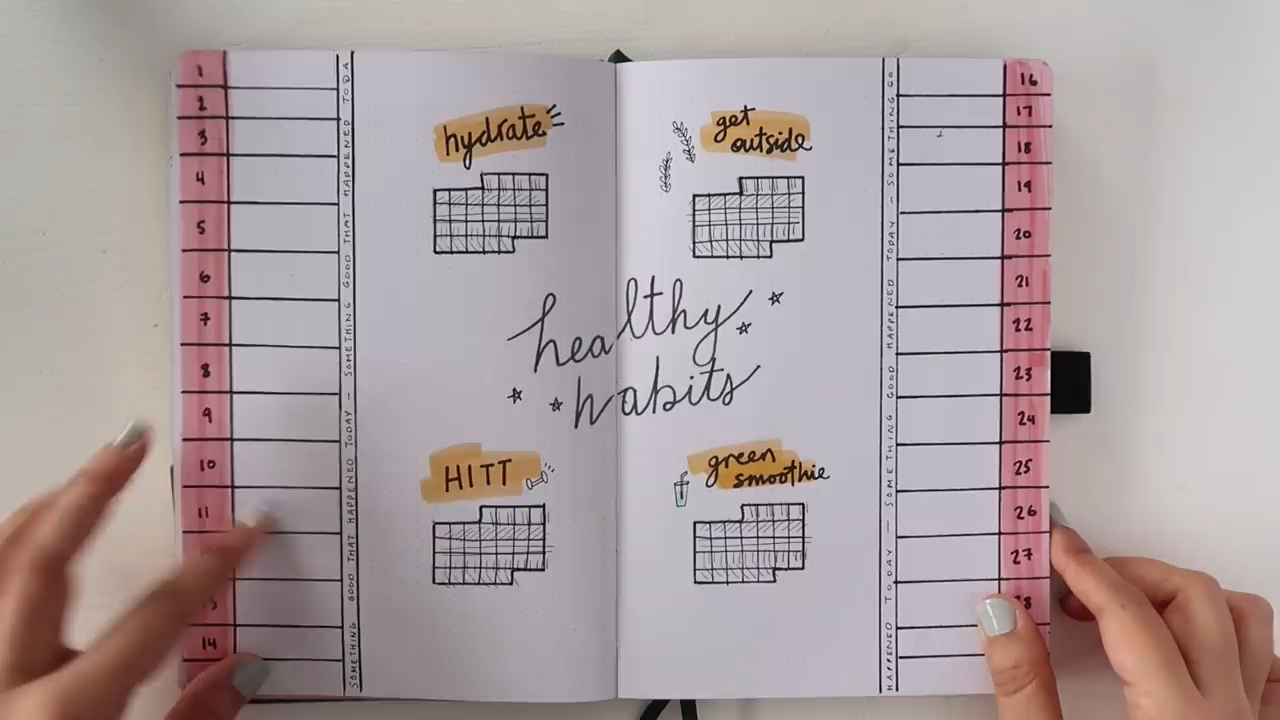 1
2
3
4
5
6
7
8
9
10
11
13
14
SOMETHING GOOD THAT HAPPENED TODAY – SOMETHING GOOD THAT HAPPENED TODA
hydrate
HITT
healthy
habits
get
outside
green
smoothie
HAPPENED TODAY – SOMETHING GOOD HAPPENED TODAY – SOMETHING GO
16
17
18
19
20
21
22
23
24
25
26
27